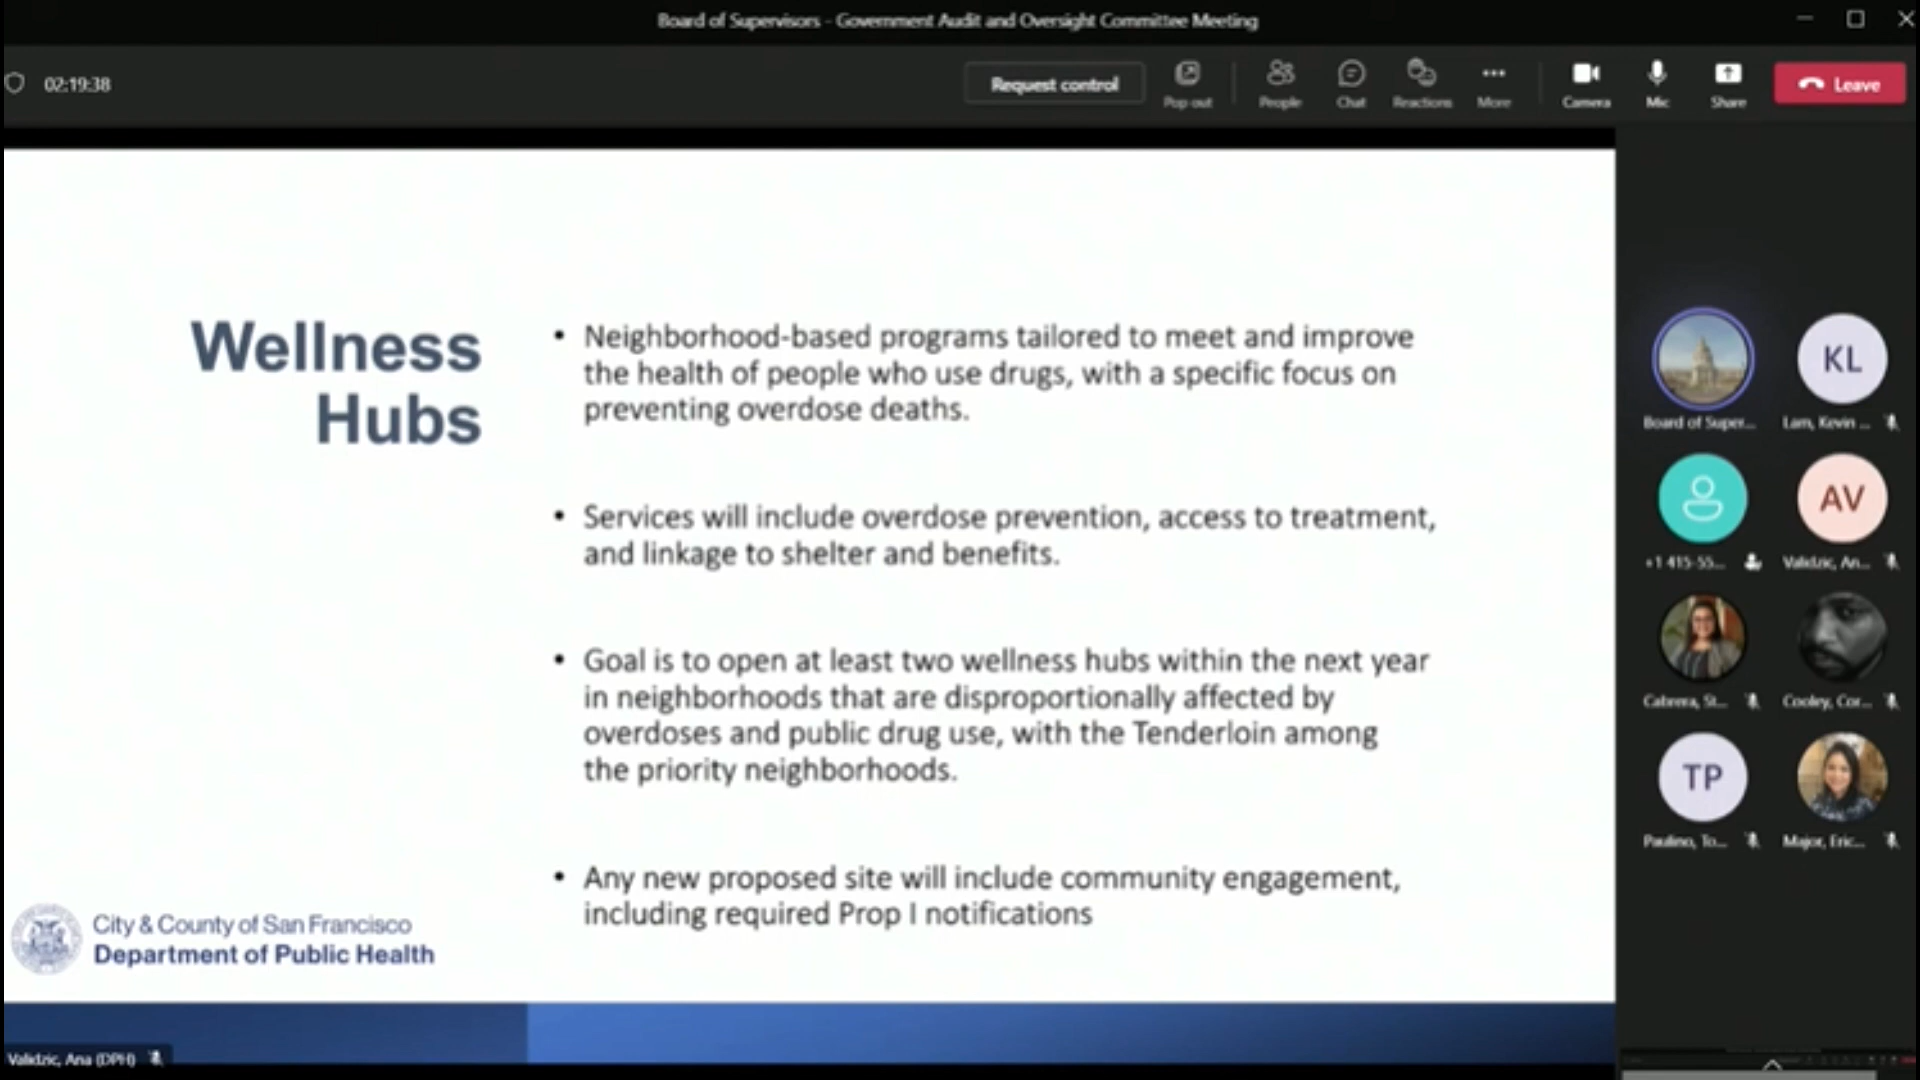 Board of Supervisors - Government Audit and Oversight Committee Meeting
02:19:38
Request control
Pop out
People
Chat
Reactions
More
Camera
Mic
Share
Leave
Wellness
Hubs
• Neighborhood-based programs tailored to meet and improve
the health of people who use drugs, with a specific focus on
preventing overdose deaths.
• Services will include overdose prevention, access to treatment,
and linkage to shelter and benefits.
• Goal is to open at least two wellness hubs within the next year
in neighborhoods that are disproportionally affected by
overdoses and public drug use, with the Tenderloin among
the priority neighborhoods.
• Any new proposed site will include community engagement,
including required Prop I notifications
City & County of San Francisco
Department of Public Health
Validzic, Ana (DPH)
Board of Super...
KL
Lam, Kevin ...
+1 415-55...
AV
Validzic, An...
Cabrera, St...
Cooley, Cor...
TP
Paulino, To...
Major, Eric...